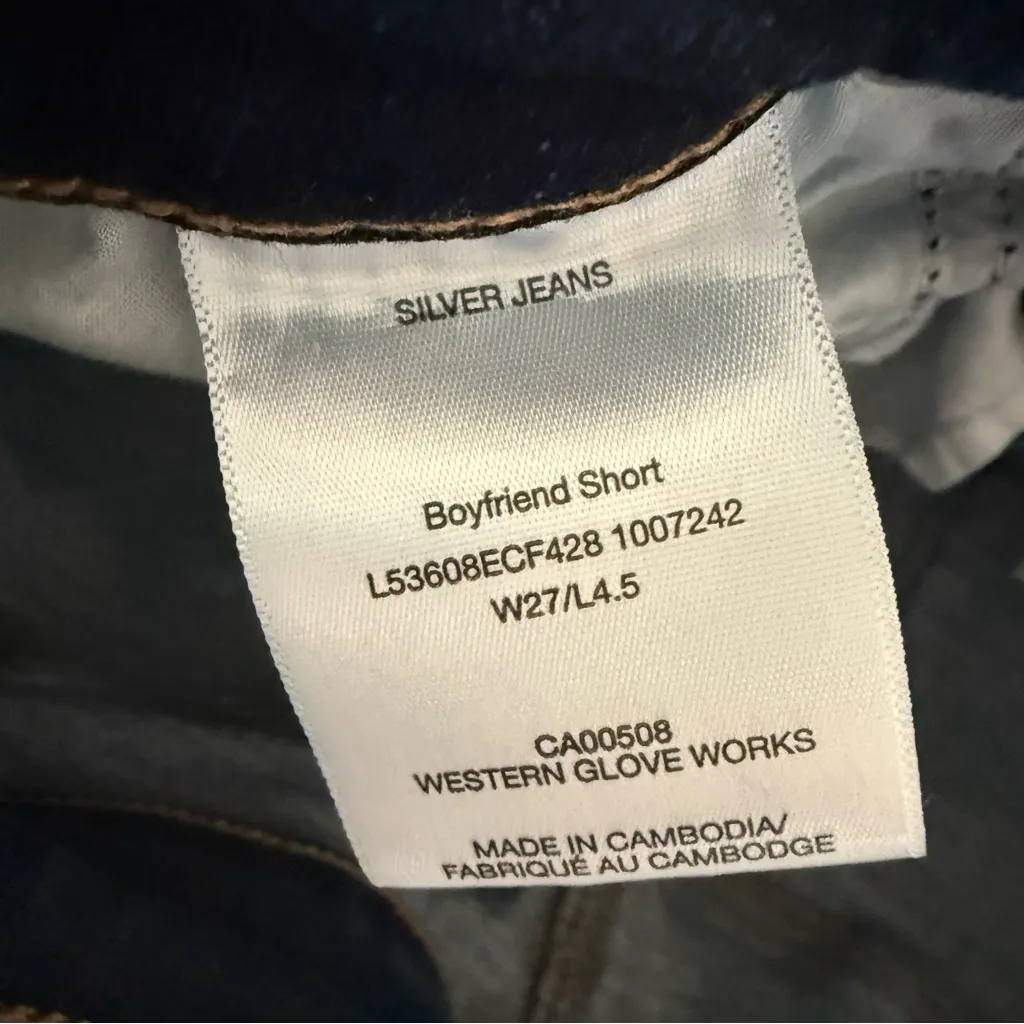 SILVER JEANS
Boyfriend Short
L53608ECF428 1007242
W27/L4.5
CA00508
WESTERN GLOVE WORKS
MADE IN CAMBODIA/
FABRIQUÉ AU CAMBODGE